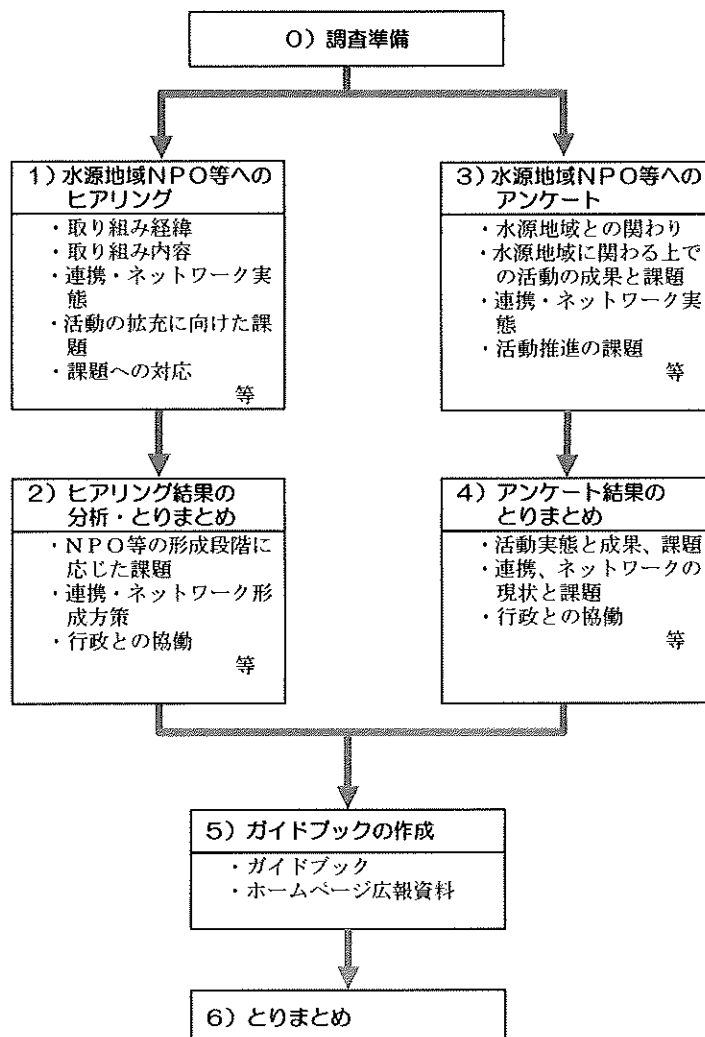 ０）調査準備
１）水源地域ＮＰＯ等への
ヒアリング
・取り組み経緯
・取り組み内容
・連携・ネットワーク実
態
・活動の拡充に向けた課
題
・課題への対応
等
３）水源地域ＮＰＯ等への
アンケート
・水源地域との関わり
・水源地域に関わる上で
の活動の成果と課題
・連携・ネットワーク実
態
・活動推進の課題
等
２）ヒアリング結果の
分析・とりまとめ
・ＮＰＯ等の形成段階に
応じた課題
・連携・ネットワーク形
成方策
・行政との協働
等
４）アンケート結果の
とりまとめ
・活動実態と成果、課題
・連携、ネットワークの
現状と課題
・行政との協働
等
５）ガイドブックの作成
・ガイドブック
・ホームページ広報資料
６）とりまとめ